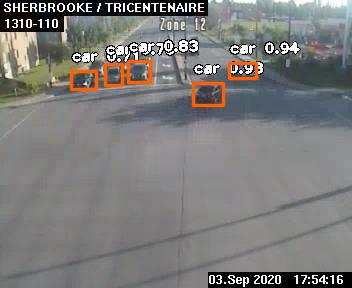 SHERBROOKE / TRICENTENAIRE
1310-110
Zone 12
car 0.83
car 0.94
car 0.93
03.Sep 2020 17:54:16